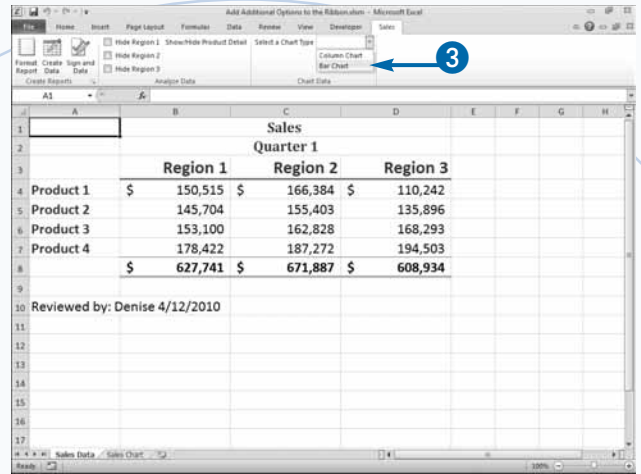 Add Additional Options to the Ribbon.xlsm - Microsoft Excel
File Home Insert Page Layout Formulas Data Review View Developer Sales
Hide Region 1 Show/Hide Product Detail Select a Chart Type
Hide Region 2 Column Chart
Hide Region 3 Bar Chart
3
Format Report Create Data Sign and Date
Create Reports Analyze Data Chart Data
A1 fx
A B C D E F G H
1 Sales
2 Quarter 1
3 Region 1 Region 2 Region 3
4 Product 1 $ 150,515 $ 166,384 $ 110,242
5 Product 2 145,704 155,403 135,896
6 Product 3 153,100 162,828 168,293
7 Product 4 178,422 187,272 194,503
8 $ 627,741 $ 671,887 $ 608,934
9
10 Reviewed by: Denise 4/12/2010
11
12
13
14
15
16
17
Sales Data Sales Chart
Ready 100%